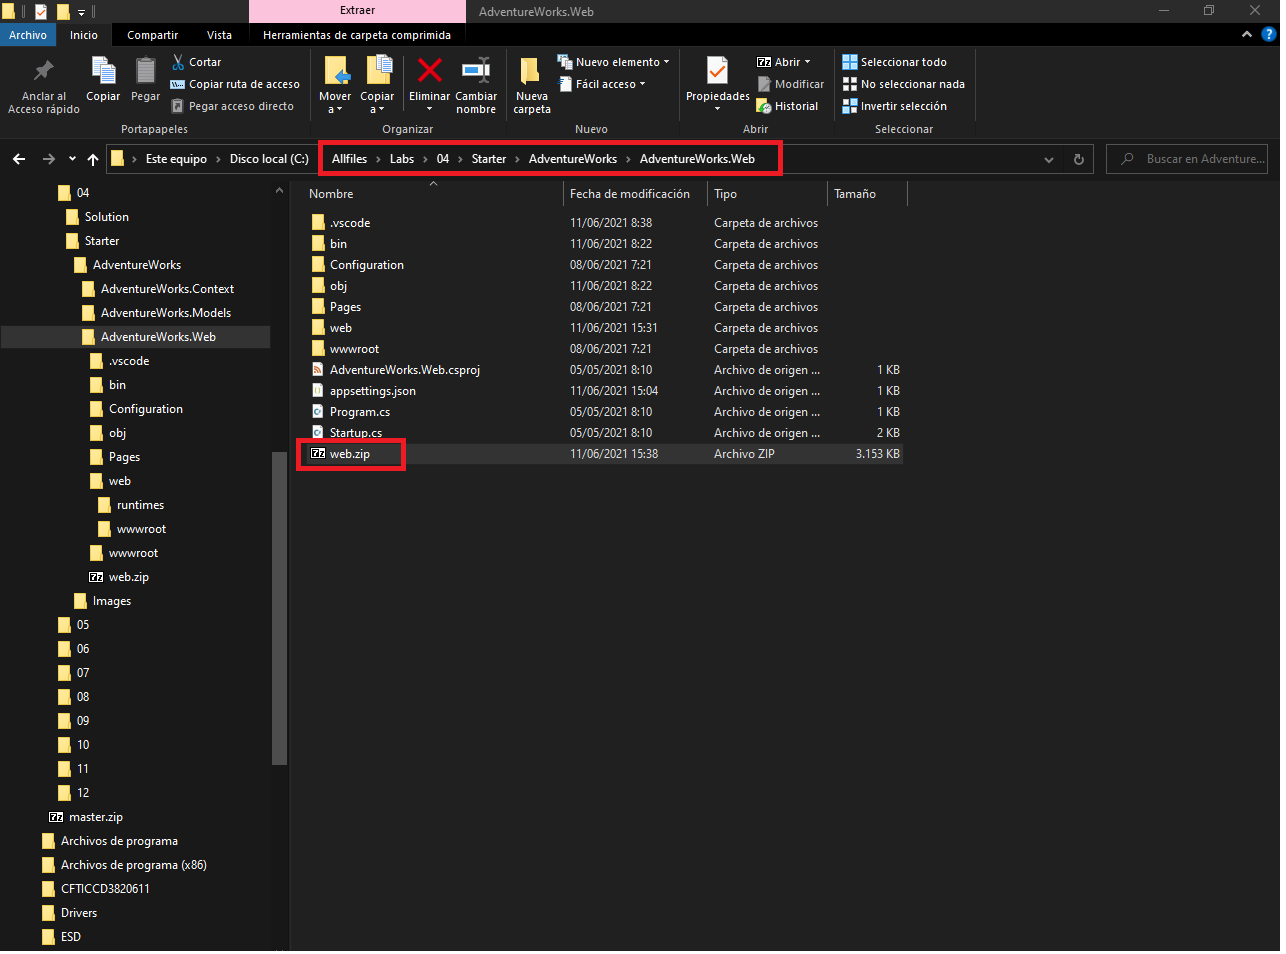 Extraer
AdventureWorks.Web
Archivo Inicio Compartir Vista Herramientas de carpeta comprimida
Anclar al Acceso rápido
Copiar
Pegar
Cortar
Copiar ruta de acceso
Pegar acceso directo
Portapapeles
Mover a
Copiar a
Eliminar
Cambiar nombre
Organizar
Nueva carpeta
Nuevo elemento
Fácil acceso
Nuevo
Propiedades
Abrir
Modificar
Historial
Abrir
Seleccionar todo
No seleccionar nada
Invertir selección
Seleccionar
Este equipo > Disco local (C:) > Allfiles > Labs > 04 > Starter > AdventureWorks > AdventureWorks.Web
Buscar en Adventure...
04
Solution
Starter
AdventureWorks
AdventureWorks.Context
AdventureWorks.Models
AdventureWorks.Web
.vscode
bin
Configuration
obj
Pages
web
runtimes
wwwroot
wwwroot
web.zip
Images
05
06
07
08
09
10
11
12
master.zip
Archivos de programa
Archivos de programa (x86)
CFTICCD3820611
Drivers
ESD
Nombre Fecha de modificación Tipo Tamaño
.vscode 11/06/2021 8:38 Carpeta de archivos
bin 11/06/2021 8:22 Carpeta de archivos
Configuration 08/06/2021 7:21 Carpeta de archivos
obj 11/06/2021 8:22 Carpeta de archivos
Pages 08/06/2021 7:21 Carpeta de archivos
web 11/06/2021 15:31 Carpeta de archivos
wwwroot 08/06/2021 7:21 Carpeta de archivos
AdventureWorks.Web.csproj 05/05/2021 8:10 Archivo de origen ... 1 KB
appsettings.json 11/06/2021 15:04 Archivo de origen ... 1 KB
Program.cs 05/05/2021 8:10 Archivo de origen ... 1 KB
Startup.cs 05/05/2021 8:10 Archivo de origen ... 2 KB
web.zip 11/06/2021 15:38 Archivo ZIP 3.153 KB